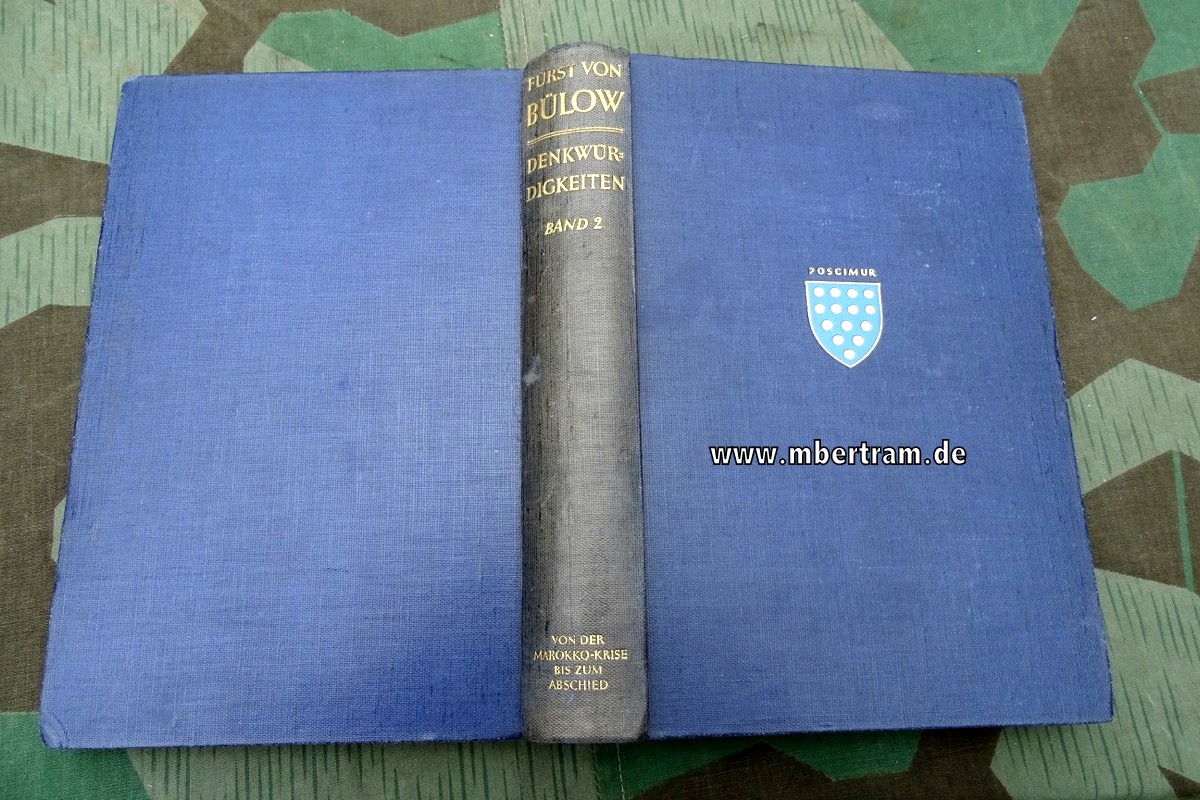 FÜRST VON
BÜLOW
DENKWÜR=
DIGKEITEN
BAND 2
VON DER
MAROKKO-KRISE
BIS ZUM
ABSCHIED
POSCIMUR
www.mbertram.de